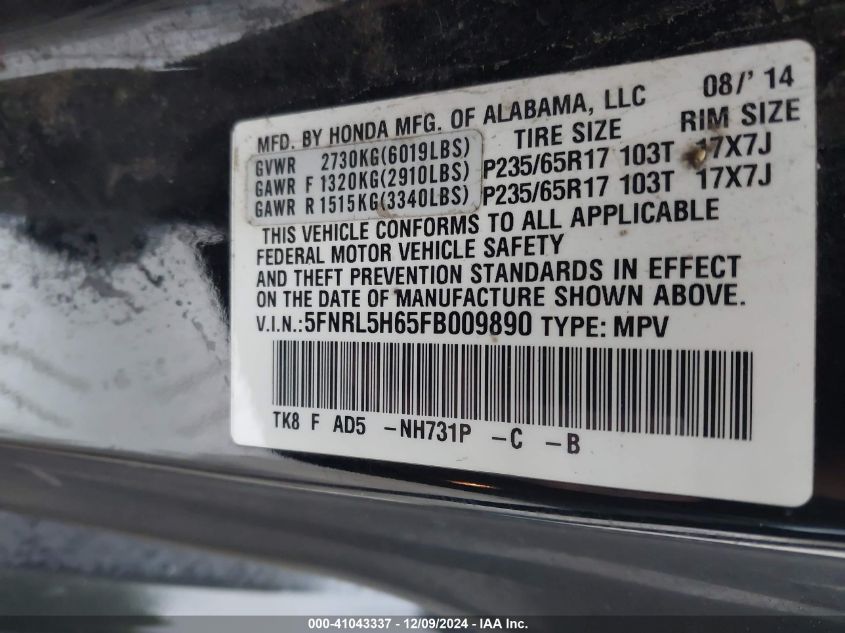 08/' 14
MFD. BY HONDA MFG. OF ALABAMA, LLC
TIRE SIZE RIM SIZE
GVWR 2730KG(6019LBS)
GAWR F 1320KG(2910LBS) P235/65R17 103T 17X7J
GAWR R 1515KG(3340LBS) P235/65R17 103T 17X7J
THIS VEHICLE CONFORMS TO ALL APPLICABLE
FEDERAL MOTOR VEHICLE SAFETY
AND THEFT PREVENTION STANDARDS IN EFFECT
ON THE DATE OF MANUFACTURE SHOWN ABOVE.
V.I.N.: 5FNRL5H65FB009890 TYPE: MPV
TK8 F AD5 -NH731P -C -B
000-41043337 - 12/09/2024 - IAA Inc.